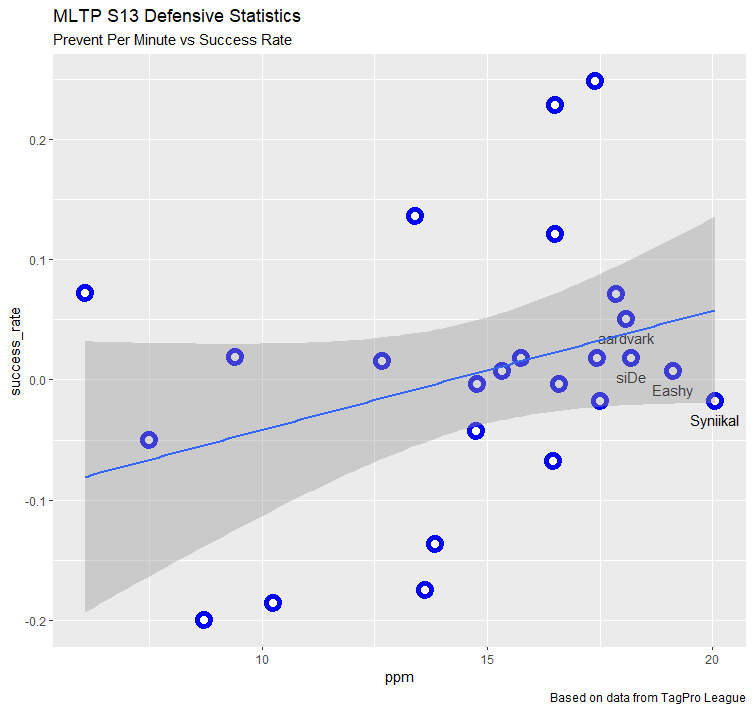 MLTP S13 Defensive Statistics
Prevent Per Minute vs Success Rate
0.2
0.1
0.0
-0.1
-0.2
success_rate
aardvark
siDe
Eashy
Syniikal
10
15
20
ppm
Based on data from TagPro League